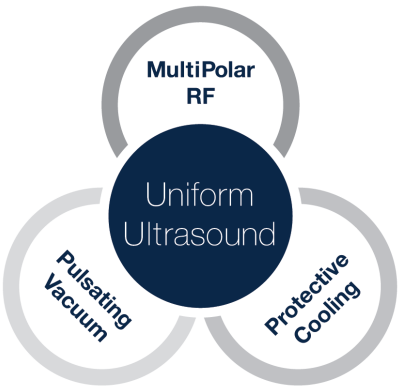 MultiPolar
RF
Uniform
Ultrasound
Pulsating
Vacuum
Protective
Cooling